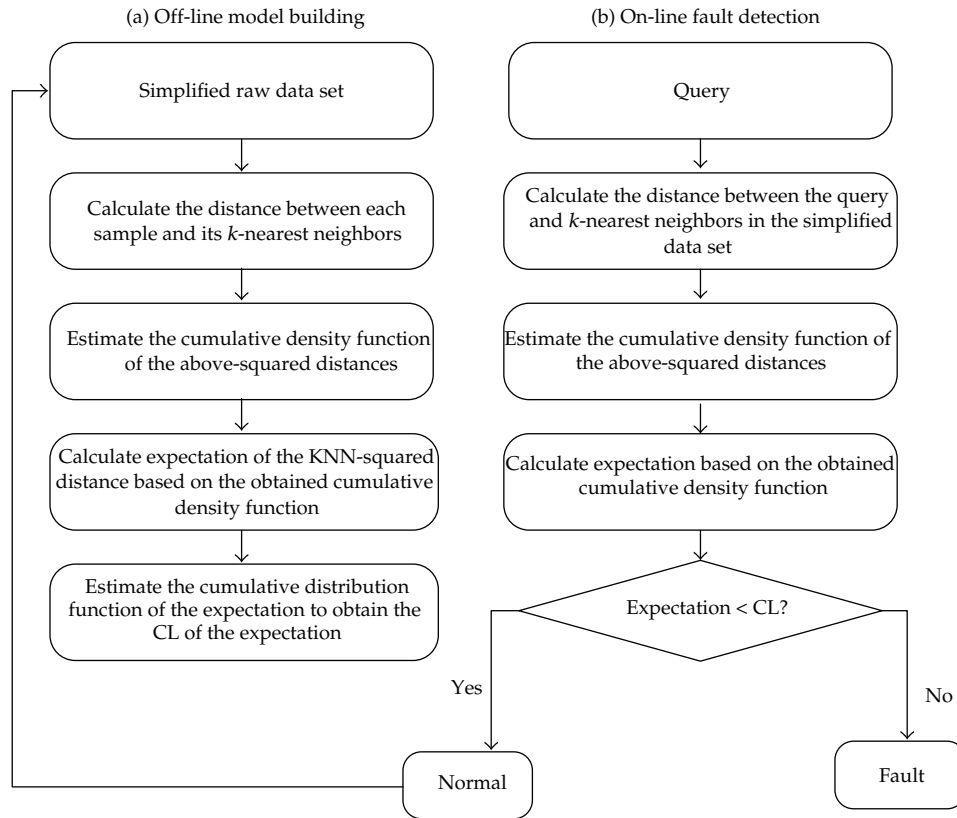 (a) Off-line model building
Simplified raw data set
Calculate the distance between each
sample and its k-nearest neighbors
Estimate the cumulative density function
of the above-squared distances
Calculate expectation of the KNN-squared
distance based on the obtained cumulative
density function
Estimate the cumulative distribution
function of the expectation to obtain the
CL of the expectation
(b) On-line fault detection
Query
Calculate the distance between the query
and k-nearest neighbors in the simplified
data set
Estimate the cumulative density function of
the above-squared distances
Calculate expectation based on the obtained
cumulative density function
Expectation < CL?
Yes
No
Normal
Fault